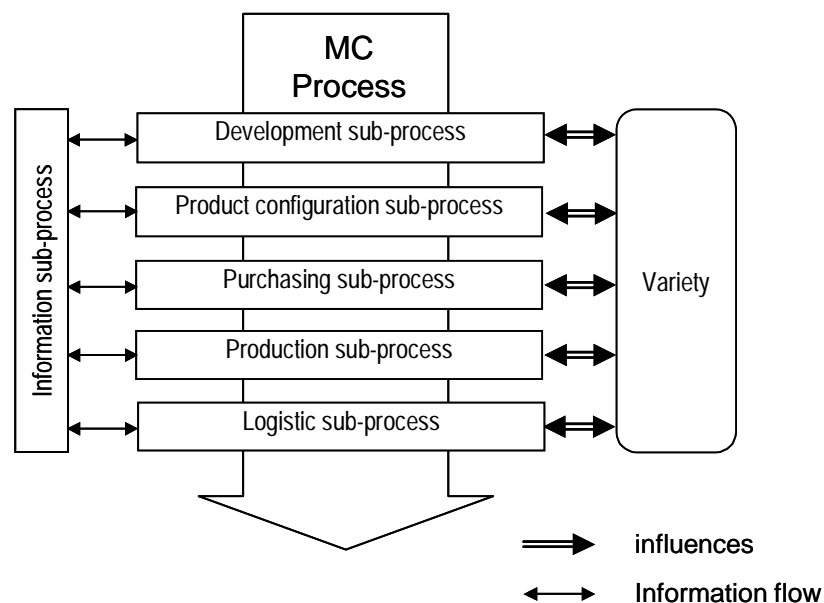 MC
Process
Development sub-process
Product configuration sub-process
Purchasing sub-process
Production sub-process
Logistic sub-process
Information sub-process
Variety
influences
Information flow